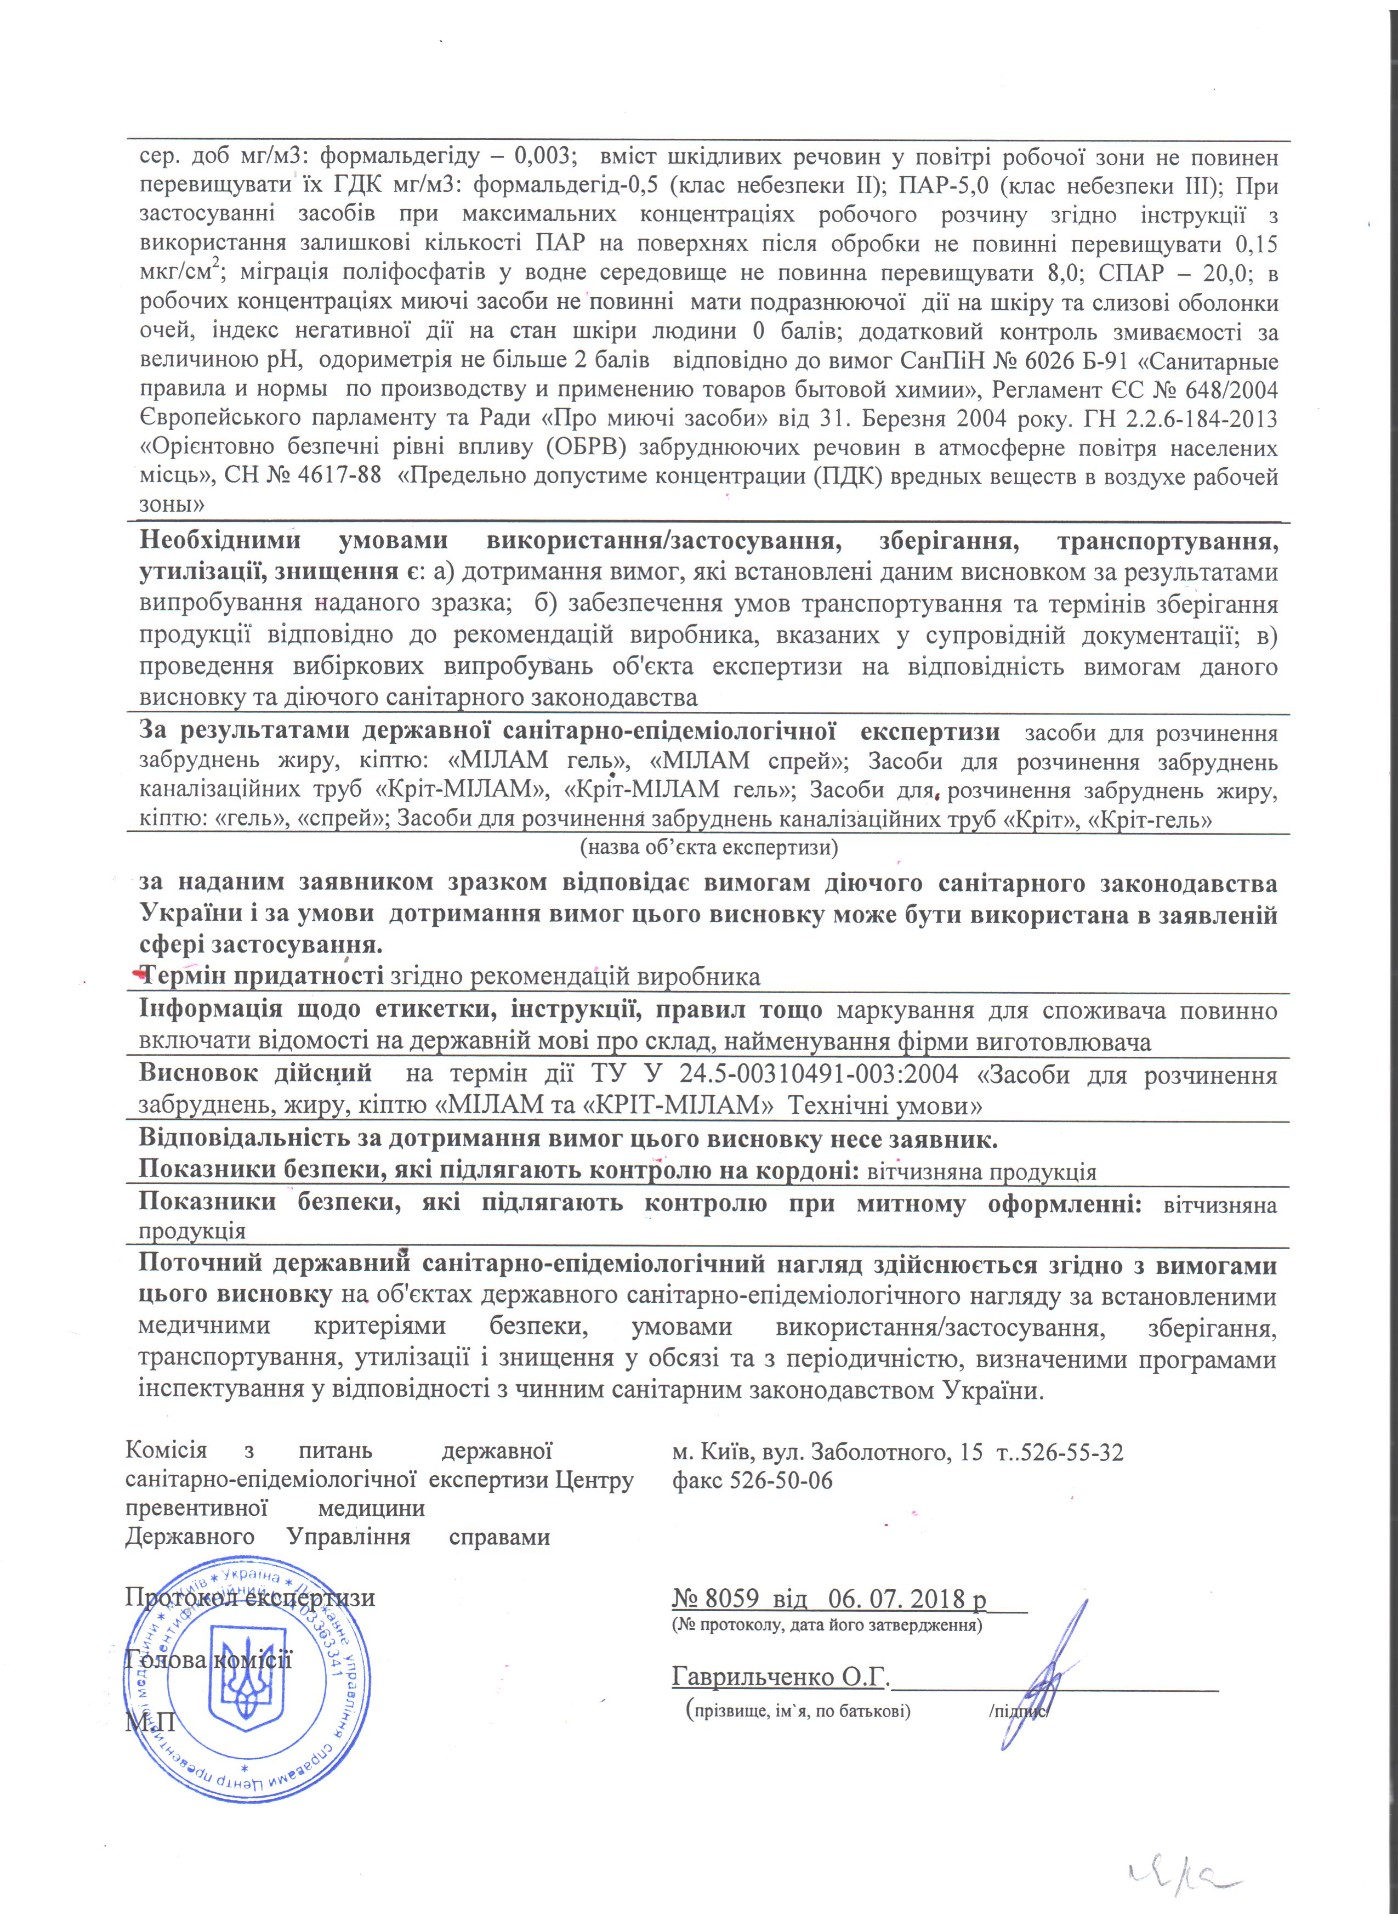 сер. доб мг/м3: формальдегіду – 0,003; вміст шкідливих речовин у повітрі робочої зони не повинен
перевищувати їх ГДК мг/м3: формальдегід-0,5 (клас небезпеки II); ПАР-5,0 (клас небезпеки III); При
застосуванні засобів при максимальних концентраціях робочого розчину згідно інструкції з
використання залишкові кількості ПАР на поверхнях після обробки не повинні перевищувати 0,15
мкг/см²; міграція поліфосфатів у водне середовище не повинна перевищувати 8,0; СПАР – 20,0; в
робочих концентраціях миючі засоби не повинні мати подразнюючої дії на шкіру та слизові оболонки
очей, індекс негативної дії на стан шкіри людини 0 балів; додатковий контроль змиваємості за
величиною рН, одориметрія не більше 2 балів відповідно до вимог СанПіН № 6026 Б-91 «Санитарные
правила и нормы по производству и применению товаров бытовой химии», Регламент ЄС № 648/2004
Європейського парламенту та Ради «Про миючі засоби» від 31. Березня 2004 року. ГН 2.2.6-184-2013
«Орієнтовно безпечні рівні впливу (ОБРВ) забруднюючих речовин в атмосферне повітря населених
місць», СН № 4617-88 «Предельно допустиме концентрации (ПДК) вредных веществ в воздухе рабочей
зоны»
Необхідними умовами використання/застосування, зберігання, транспортування,
утилізації, знищення є: а) дотримання вимог, які встановлені даним висновком за результатами
випробування наданого зразка; б) забезпечення умов транспортування та термінів зберігання
продукції відповідно до рекомендацій виробника, вказаних у супровідній документації; в)
проведення вибіркових випробувань об'єкта експертизи на відповідність вимогам даного
висновку та діючого санітарного законодавства
За результатами державної санітарно-епідеміологічної експертизи засоби для розчинення
забруднень жиру, кіптю: «МІЛАМ гель», «МІЛАМ спрей»; Засоби для розчинення забруднень
каналізаційних труб «Кріт-МІЛАМ», «Кріт-МІЛАМ гель»; Засоби для розчинення забруднень жиру,
кіптю: «гель», «спрей»; Засоби для розчинення забруднень каналізаційних труб «Кріт», «Кріт-гель»
(назва об’єкта експертизи)
за наданим заявником зразком відповідає вимогам діючого санітарного законодавства
України і за умови дотримання вимог цього висновку може бути використана в заявленій
сфері застосування.
Термін придатності згідно рекомендацій виробника
Інформація щодо етикетки, інструкції, правил тощо маркування для споживача повинно
включати відомості на державній мові про склад, найменування фірми виготовлювача
Висновок дійсний на термін дії ТУ У 24.5-00310491-003:2004 «Засоби для розчинення
забруднень, жиру, кіптю «МІЛАМ та «КРІТ-МІЛАМ» Технічні умови»
Відповідальність за дотримання вимог цього висновку несе заявник.
Показники безпеки, які підлягають контролю на кордоні: вітчизняна продукція
Показники безпеки, які підлягають контролю при митному оформленні: вітчизняна
продукція
Поточний державний санітарно-епідеміологічний нагляд здійснюється згідно з вимогами
цього висновку на об'єктах державного санітарно-епідеміологічного нагляду за встановленими
медичними критеріями безпеки, умовами використання/застосування, зберігання,
транспортування, утилізації і знищення у обсязі та з періодичністю, визначеними програмами
інспектування у відповідності з чинним санітарним законодавством України.
Комісія з питань державної
санітарно-епідеміологічної експертизи Центру
превентивної медицини
Державного Управління справами
м. Київ, вул. Заболотного, 15 т..526-55-32
факс 526-50-06
Протокол експертизи
№ 8059 від 06. 07. 2018 р
(№ протоколу, дата його затвердження)
Голова комісії
Гаврильченко О.Г.
(прізвище, ім`я, по батькові) /підпис/
М.П
м. Київ * Україна * Державне управління справами Центр превентивної медицини *
Ідентифікаційний код 03363341